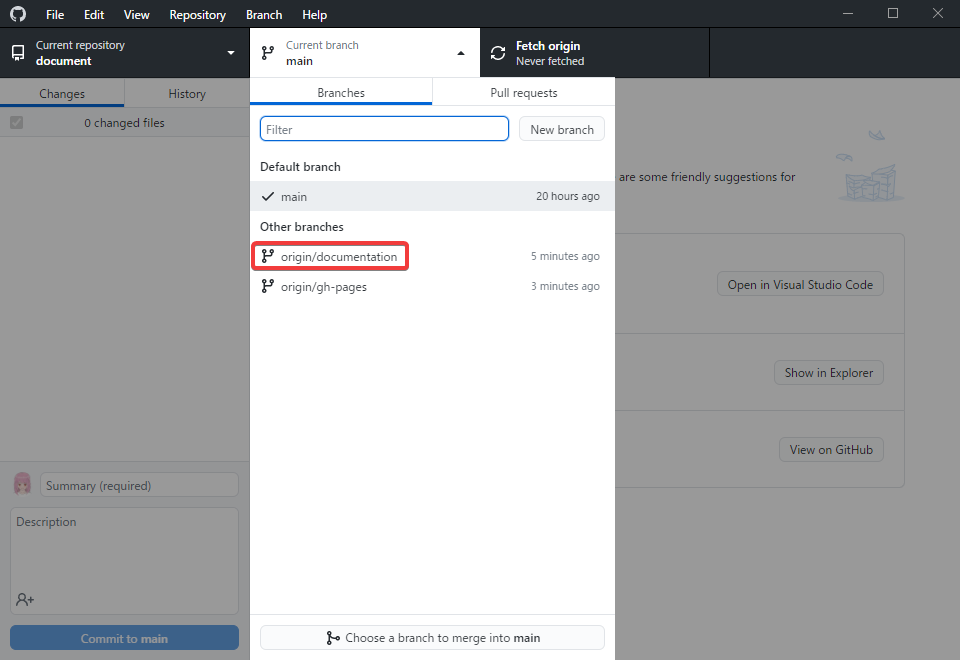 File Edit View Repository Branch Help
Current repository
document
Current branch
main
Fetch origin
Never fetched
Changes History
0 changed files
Branches Pull requests
Filter
New branch
Default branch
main 20 hours ago
Other branches
origin/documentation 5 minutes ago
origin/gh-pages 3 minutes ago
are some friendly suggestions for
Open in Visual Studio Code
Show in Explorer
View on GitHub
Summary (required)
Description
Commit to main
Choose a branch to merge into main